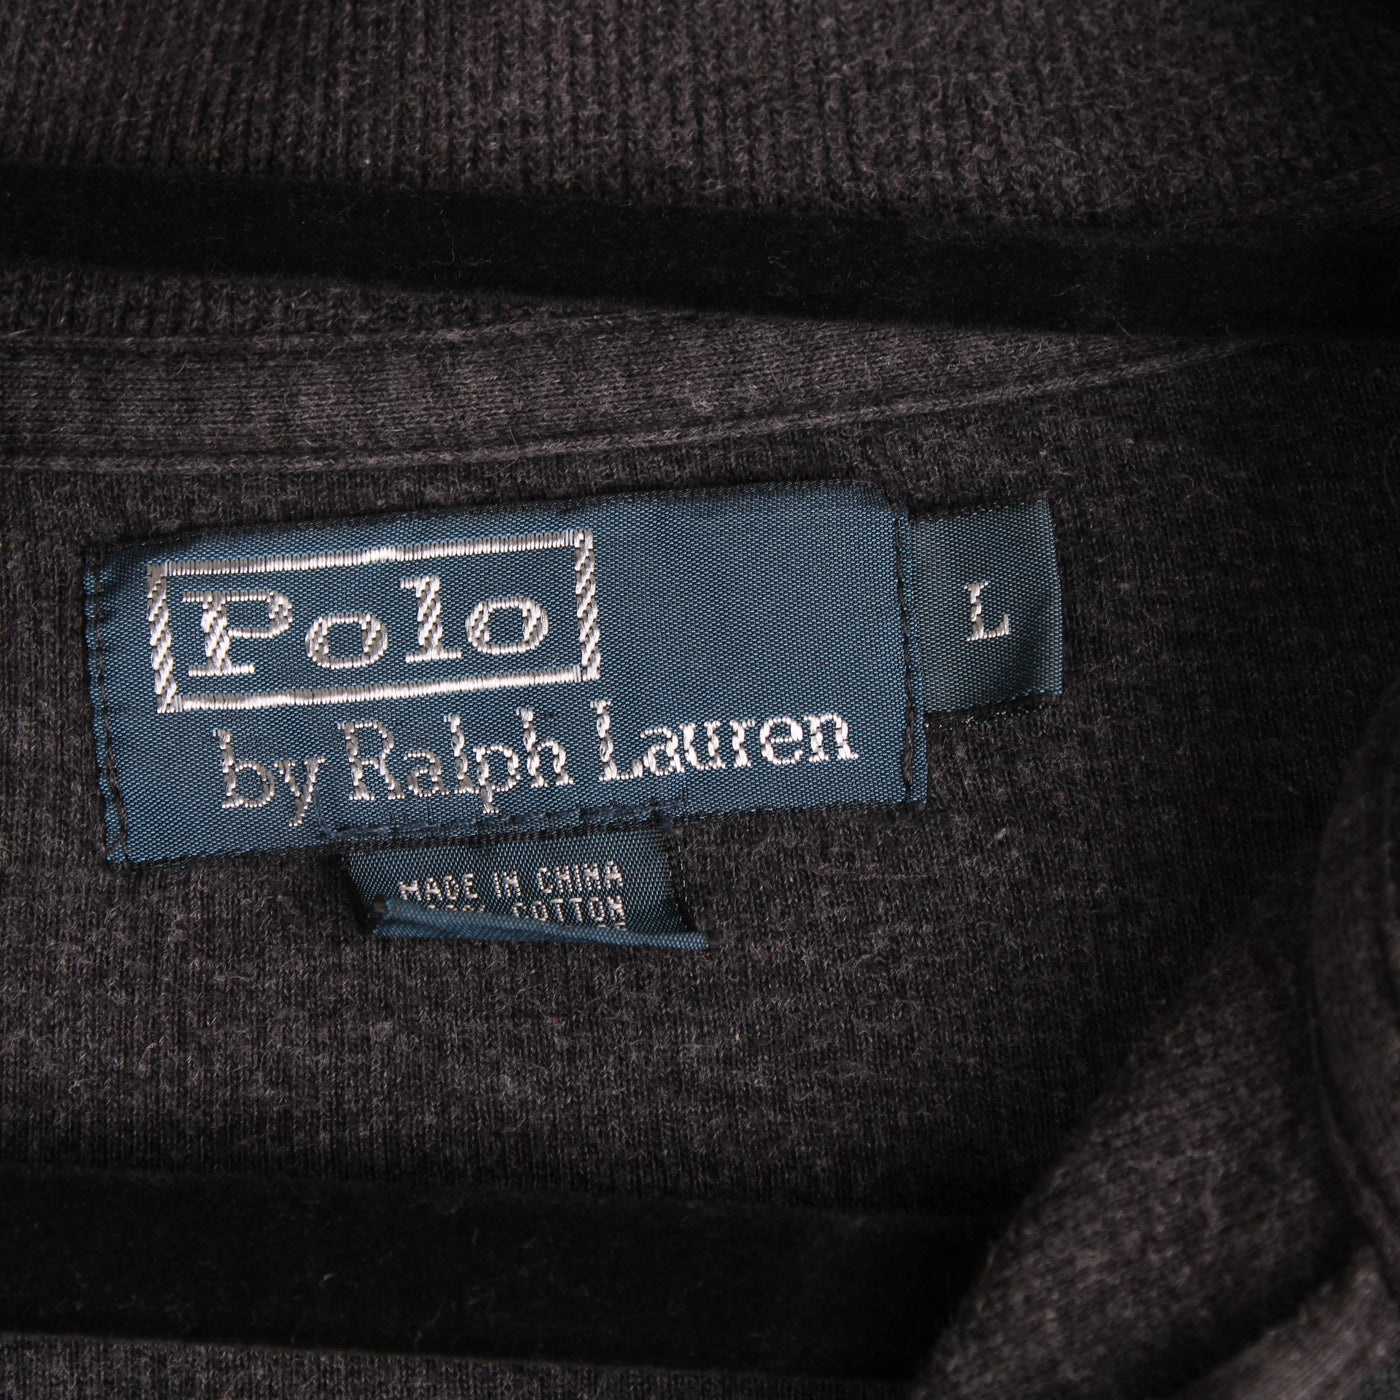 Polo
by Ralph Lauren
L
MADE IN CHINA
COTTON